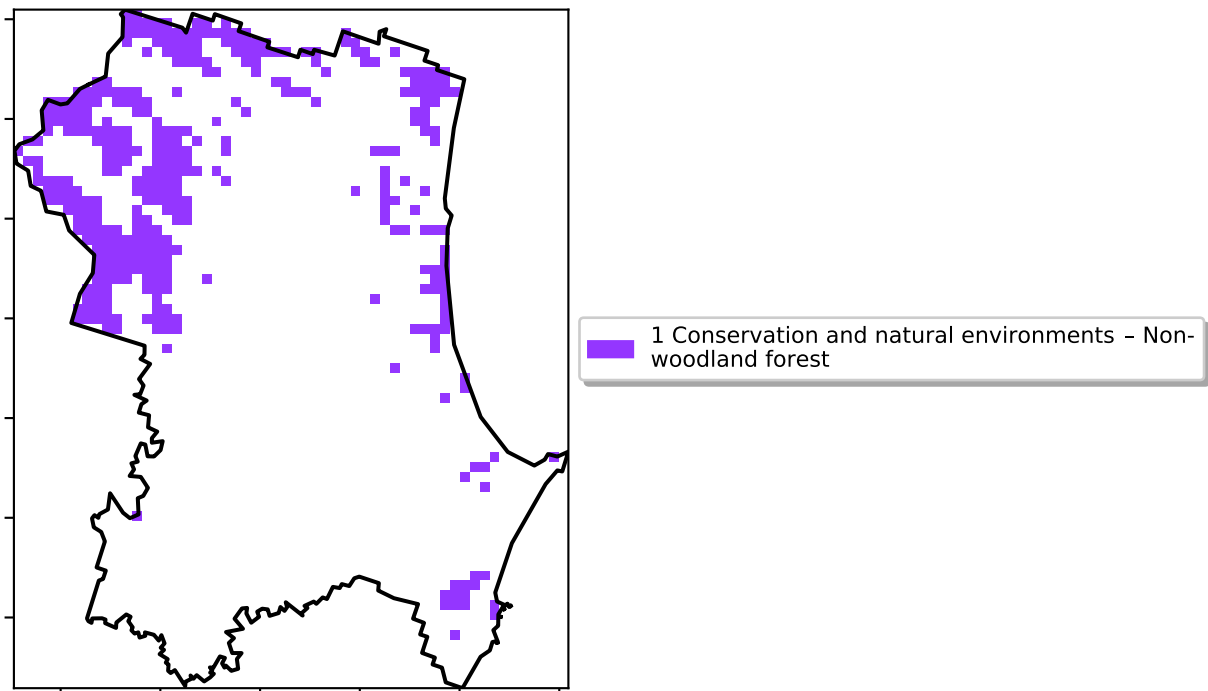 1 Conservation and natural environments – Non-
woodland forest